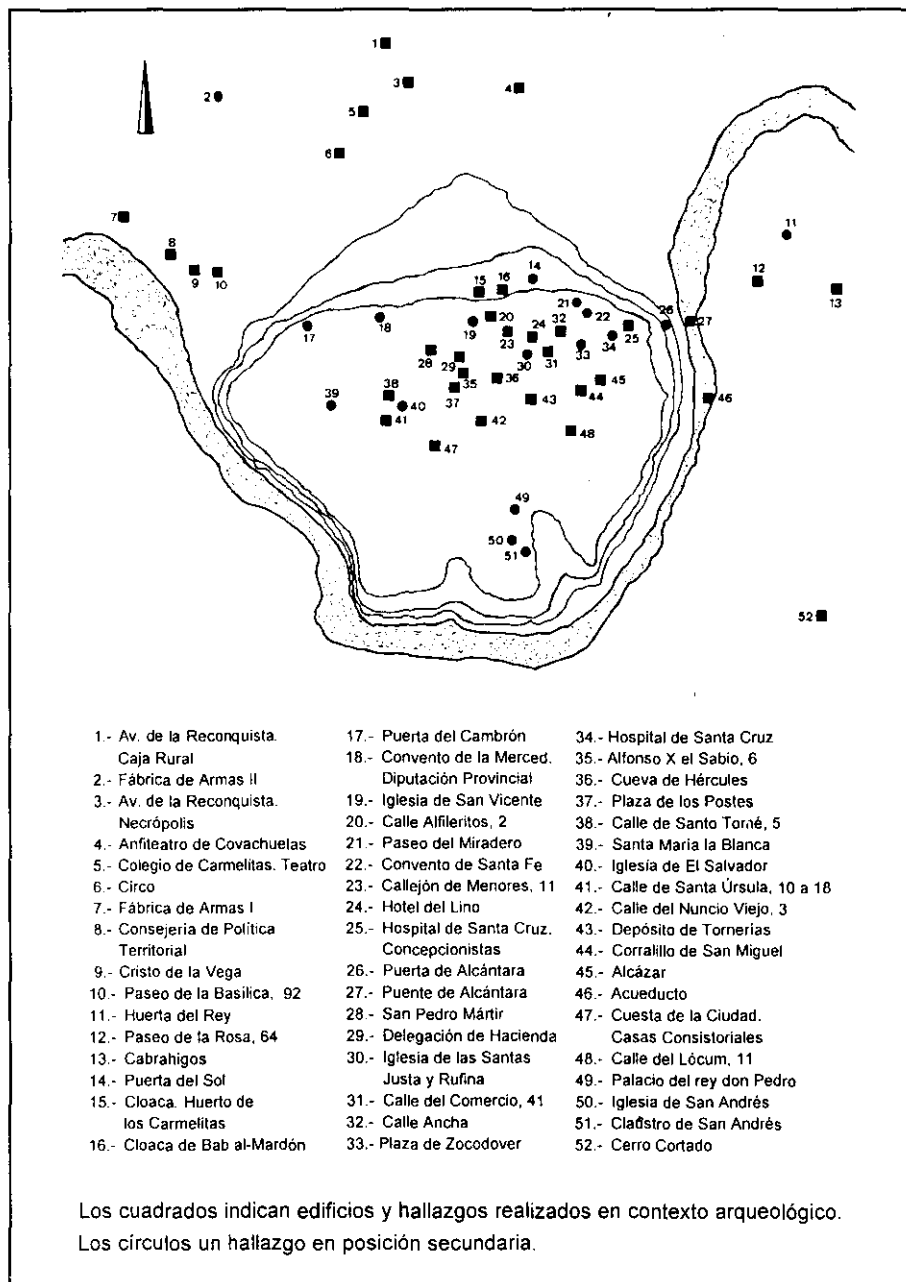 1
3
4
2
5
6
7
8
9
10
11
12
13
14
15
16
21
22
26
27
17
18
19
20
23
24
32
34
25
33
28
29
30
31
35
36
37
45
44
38
39
40
41
43
46
42
48
47
49
50
51
52
1.- Av. de la Reconquista.
Caja Rural
2.- Fábrica de Armas II
3.- Av. de la Reconquista.
Necrópolis
4.- Anfiteatro de Covachuelas
5.- Colegio de Carmelitas. Teatro
6.- Circo
7.- Fábrica de Armas I
8.- Consejería de Política
Territorial
9.- Cristo de la Vega
10.- Paseo de la Basílica, 92
11.- Huerta del Rey
12.- Paseo de la Rosa, 64
13.- Cabrahigos
14.- Puerta del Sol
15.- Cloaca. Huerto de
los Carmelitas
16.- Cloaca de Bab al-Mardón
17.- Puerta del Cambrón
18.- Convento de la Merced.
Diputación Provincial
19.- Iglesia de San Vicente
20.- Calle Alfileritos, 2
21.- Paseo del Miradero
22.- Convento de Santa Fe
23.- Callejón de Menores, 11
24.- Hotel del Lino
25.- Hospital de Santa Cruz.
Concepcionistas
26.- Puerta de Alcántara
27.- Puente de Alcántara
28.- San Pedro Mártir
29.- Delegación de Hacienda
30.- Iglesia de las Santas
Justa y Rufina
31.- Calle del Comercio, 41
32.- Calle Ancha
33.- Plaza de Zocodover
34.- Hospital de Santa Cruz
35.- Alfonso X el Sabio, 6
36.- Cueva de Hércules
37.- Plaza de los Postes
38.- Calle de Santo Tomé, 5
39.- Santa María la Blanca
40.- Iglesia de El Salvador
41.- Calle de Santa Úrsula, 10 a 18
42.- Calle del Nuncio Viejo, 3
43.- Depósito de Tornerías
44.- Corralillo de San Miguel
45.- Alcázar
46.- Acueducto
47.- Cuesta de la Ciudad.
Casas Consistoriales
48.- Calle del Lócum, 11
49.- Palacio del rey don Pedro
50.- Iglesia de San Andrés
51.- Claustro de San Andrés
52.- Cerro Cortado
Los cuadrados indican edificios y hallazgos realizados en contexto arqueológico.
Los círculos un hallazgo en posición secundaria.